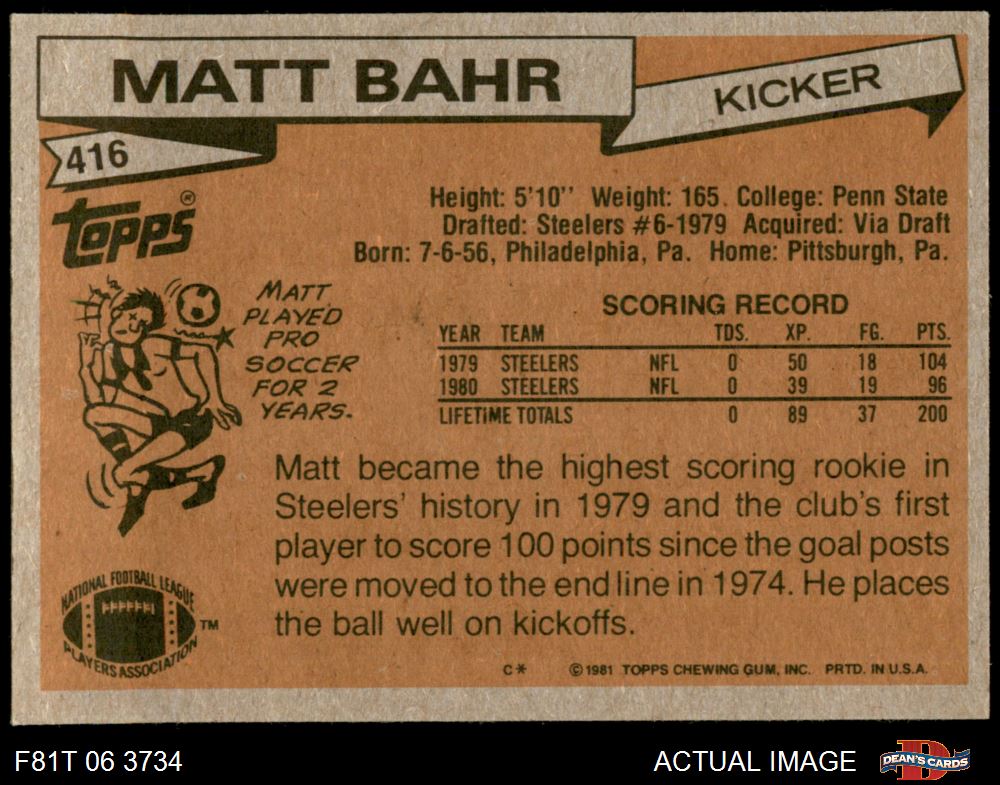 MATT BAHR
KICKER
416
TOPPS®
Height: 5'10'' Weight: 165. College: Penn State
Drafted: Steelers #6-1979 Acquired: Via Draft
Born: 7-6-56, Philadelphia, Pa. Home: Pittsburgh, Pa.
MATT
PLAYED
PRO
SOCCER
FOR 2
YEARS.
SCORING RECORD
YEAR TEAM TDS. XP. FG. PTS.
1979 STEELERS NFL 0 50 18 104
1980 STEELERS NFL 0 39 19 96
LIFETIME TOTALS 0 89 37 200
Matt became the highest scoring rookie in
Steelers' history in 1979 and the club's first
player to score 100 points since the goal posts
were moved to the end line in 1974. He places
the ball well on kickoffs.
NATIONAL FOOTBALL LEAGUE
PLAYERS ASSOCIATION
TM
C* ©1981 TOPPS CHEWING GUM, INC. PRTD. IN U.S.A.
F81T 06 3734
ACTUAL IMAGE
D
DEAN'S CARDS